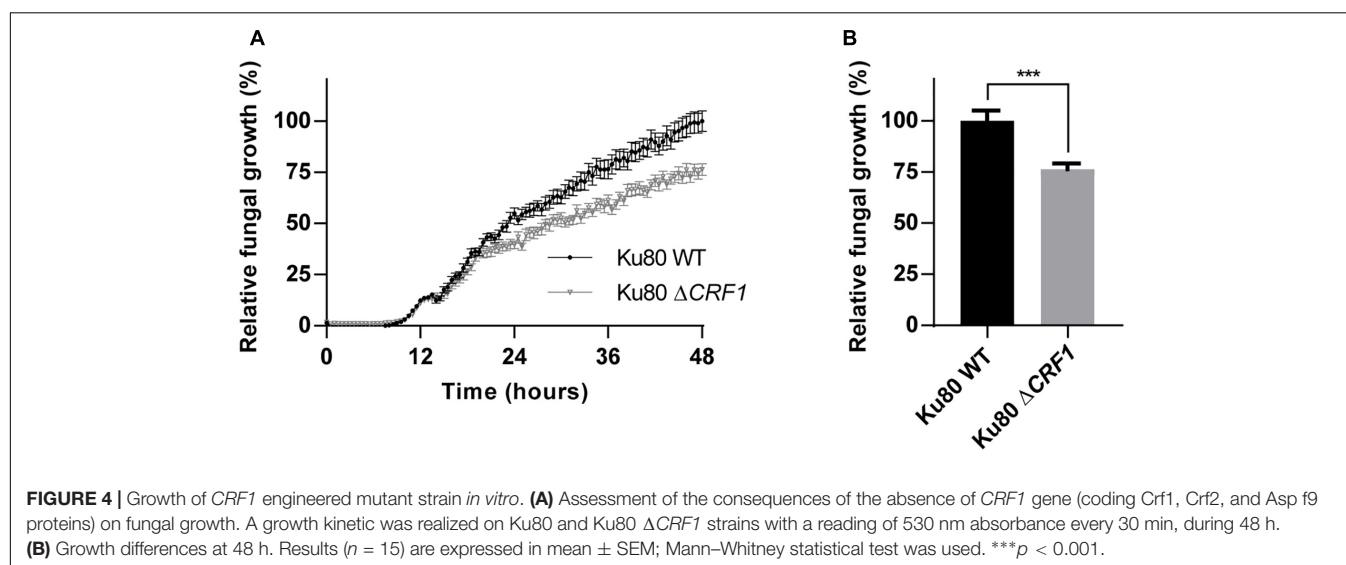 A
Relative fungal growth (%)
100
75
50
25
0
0 12 24 36 48
Time (hours)
Ku80 WT
Ku80 ΔCRF1
B
Relative fungal growth (%)
100
75
50
25
0
***
Ku80 WT
Ku80 ΔCRF1
FIGURE 4 | Growth of CRF1 engineered mutant strain in vitro. (A) Assessment of the consequences of the absence of CRF1 gene (coding Crf1, Crf2, and Asp f9
proteins) on fungal growth. A growth kinetic was realized on Ku80 and Ku80 ΔCRF1 strains with a reading of 530 nm absorbance every 30 min, during 48 h.
(B) Growth differences at 48 h. Results (n = 15) are expressed in mean ± SEM; Mann–Whitney statistical test was used. ***p < 0.001.